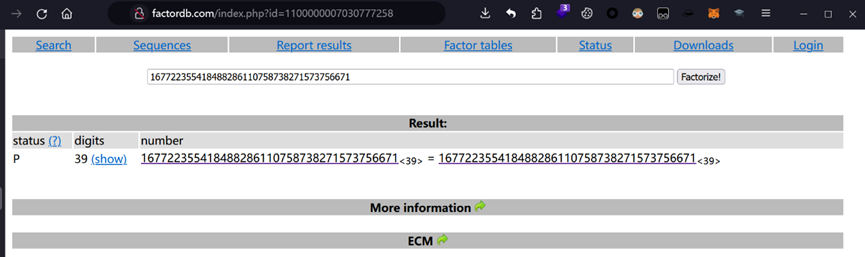 factordb.com/index.php?id=1100000007030777258
3
Search Sequences Report results Factor tables Status Downloads Login
167722355418488286110758738271573756671 Factorize!
Result:
status (?) digits number
P 39 (show) 167722355418488286110758738271573756671<39> = 167722355418488286110758738271573756671<39>
More information
ECM